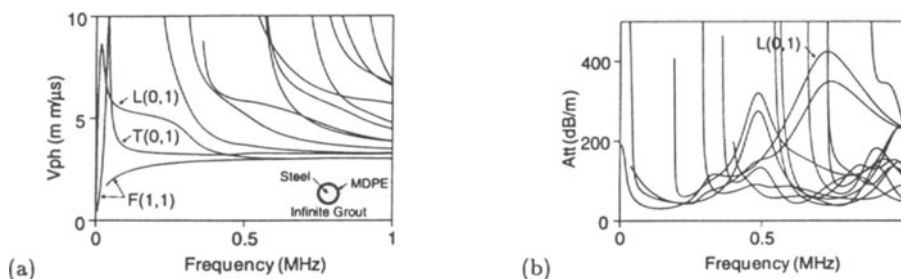 10
5
0
Vph (m m/µs)
L(0,1)
T(0,1)
F(1,1)
Steel
MDPE
Infinite Grout
0
0.5
1
Frequency (MHz)
(a)
400
200
0
Att (dB/m)
L(0,1)
0
0.5
Frequency (MHz)
(b)